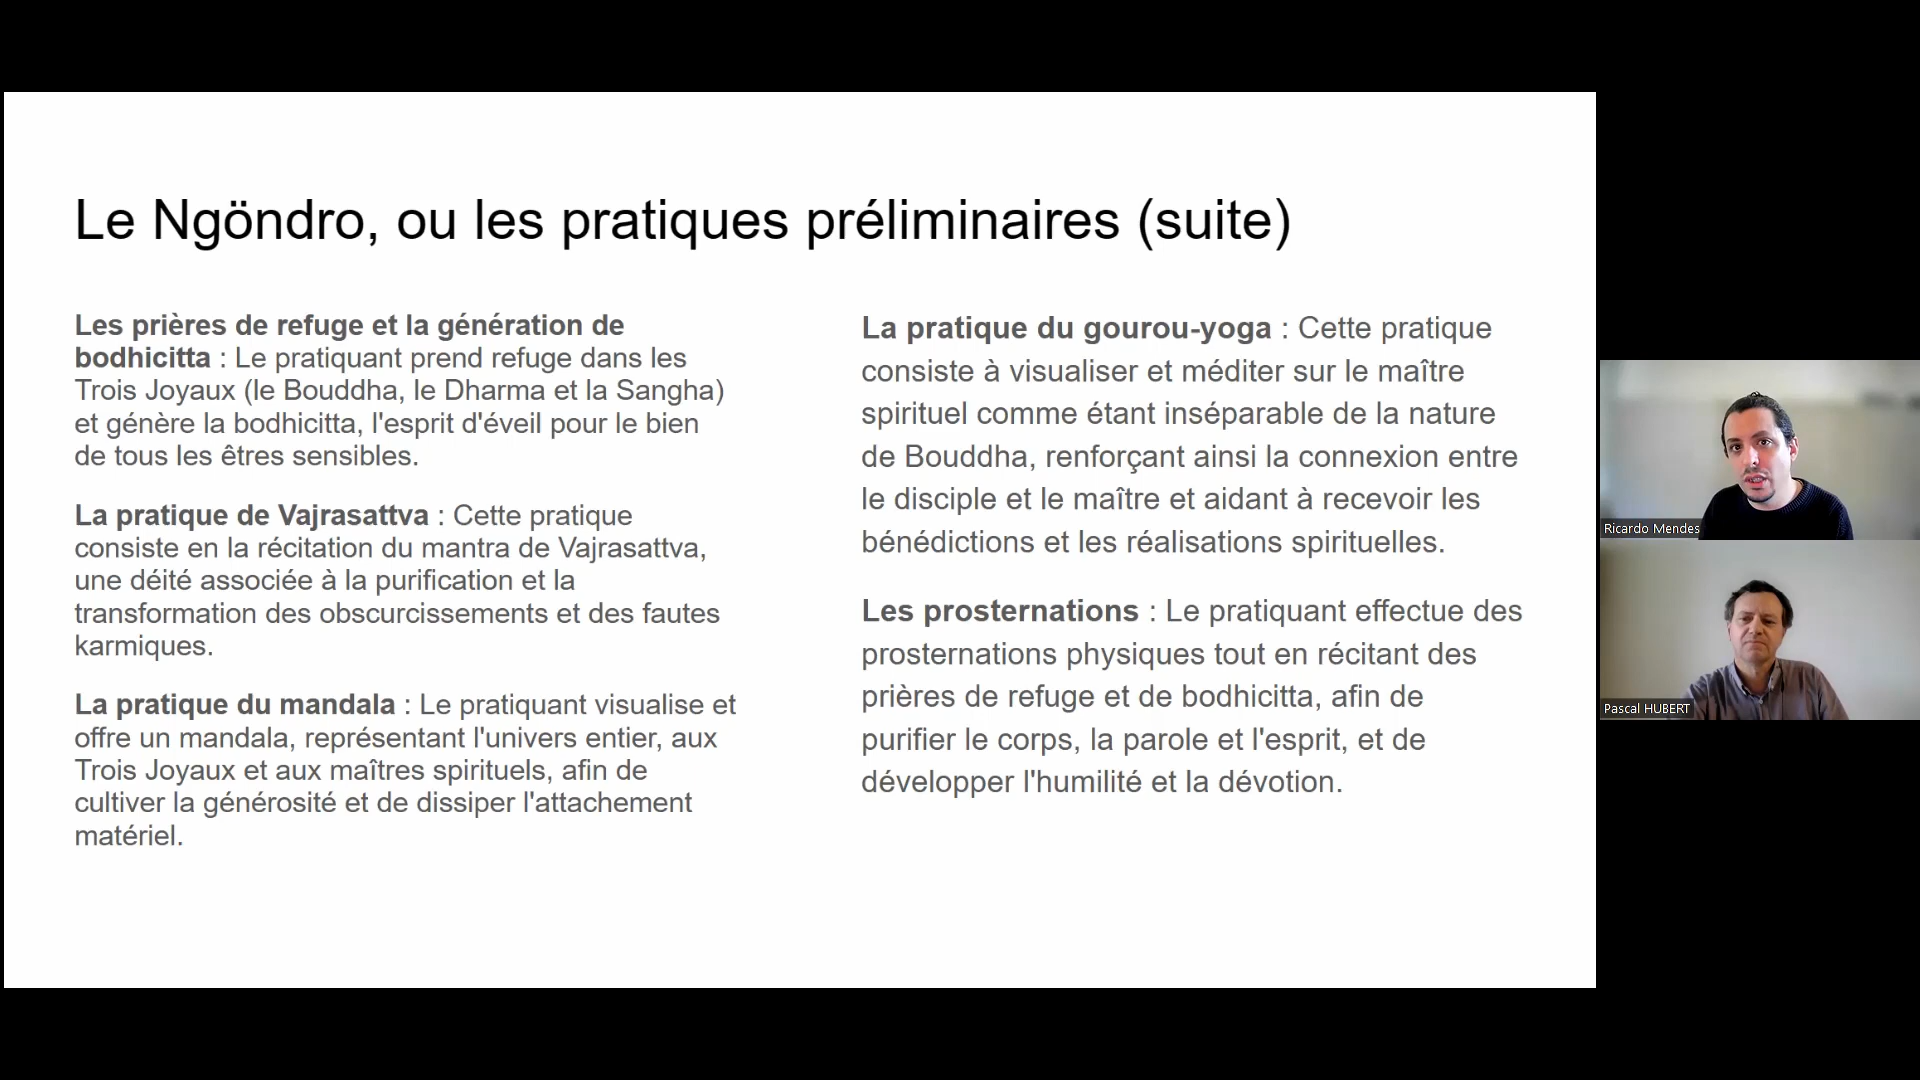 Le Ngöndro, ou les pratiques préliminaires (suite)
Les prières de refuge et la génération de
bodhicitta : Le pratiquant prend refuge dans les
Trois Joyaux (le Bouddha, le Dharma et la Sangha)
et génère la bodhicitta, l'esprit d'éveil pour le bien
de tous les êtres sensibles.
La pratique de Vajrasattva : Cette pratique
consiste en la récitation du mantra de Vajrasattva,
une déité associée à la purification et la
transformation des obscurcissements et des fautes
karmiques.
La pratique du mandala : Le pratiquant visualise et
offre un mandala, représentant l'univers entier, aux
Trois Joyaux et aux maîtres spirituels, afin de
cultiver la générosité et de dissiper l'attachement
matériel.
La pratique du gourou-yoga : Cette pratique
consiste à visualiser et méditer sur le maître
spirituel comme étant inséparable de la nature
de Bouddha, renforçant ainsi la connexion entre
le disciple et le maître et aidant à recevoir les
bénédictions et les réalisations spirituelles.
Les prosternations : Le pratiquant effectue des
prosternations physiques tout en récitant des
prières de refuge et de bodhicitta, afin de
purifier le corps, la parole et l'esprit, et de
développer l'humilité et la dévotion.
Ricardo Mendes
Pascal HUBERT